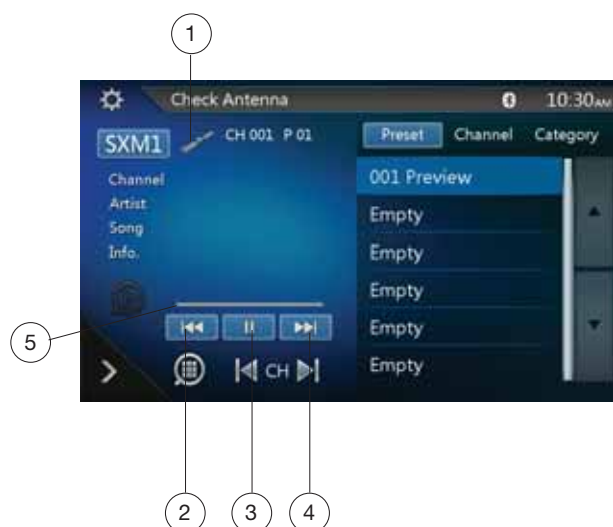 1
Check Antenna 10:30AM
SXM1 CH 001 P 01 Preset Channel Category
Channel
Artist
Song
Info.
001 Preview
Empty
Empty
Empty
Empty
Empty
5
CH
2 3 4